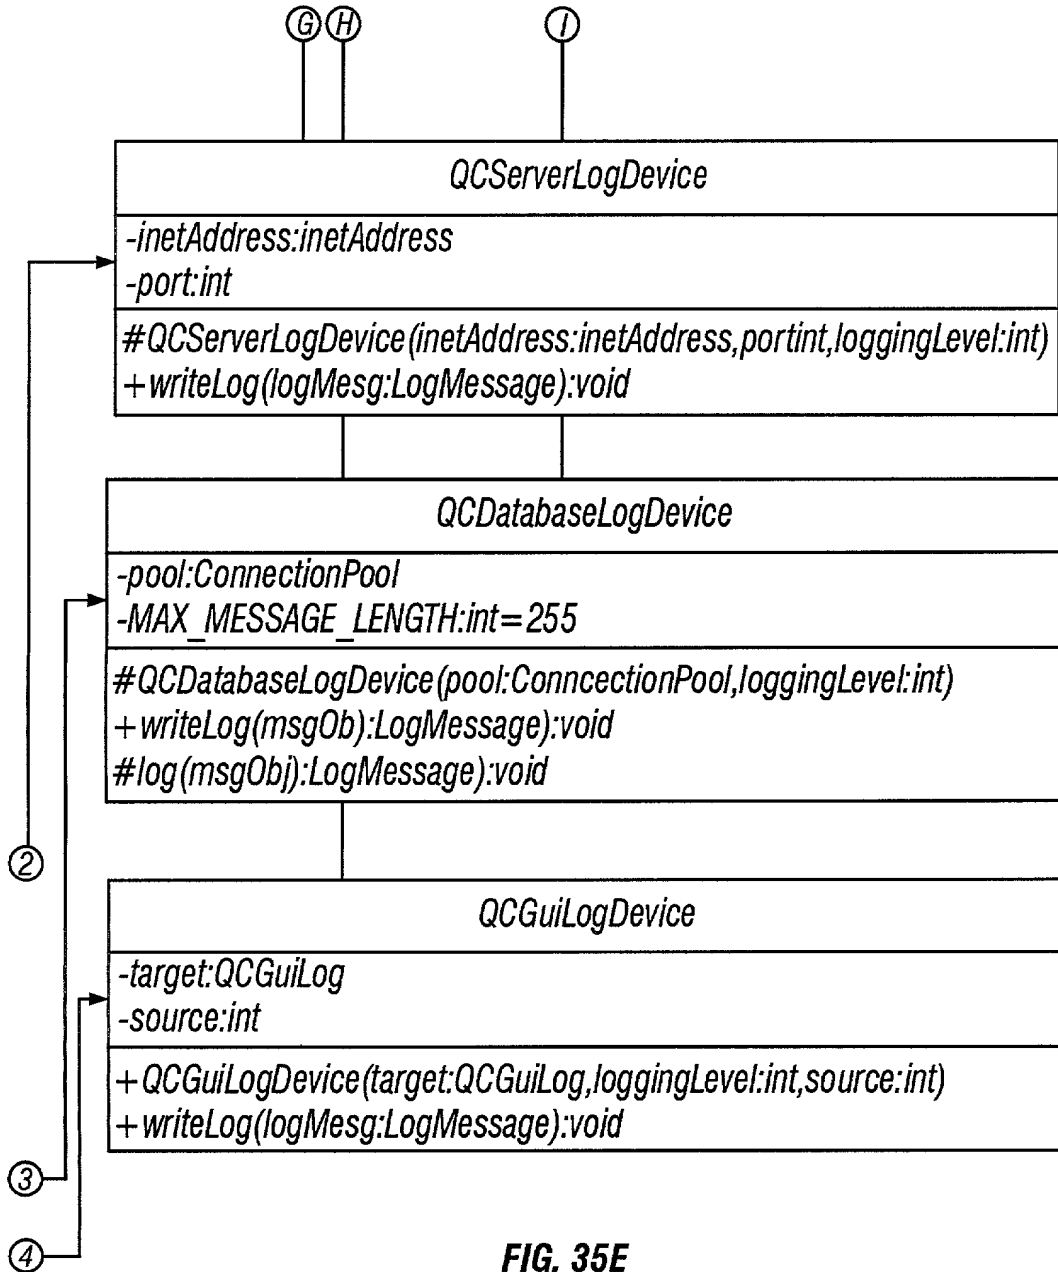 G H I
QCServerLogDevice
-inetAddress:inetAddress
-port:int
#QCServerLogDevice(inetAddress:inetAddress,portint,loggingLevel:int)
+writeLog(logMesg:LogMessage):void
QCDatabaseLogDevice
-pool:ConnectionPool
-MAX_MESSAGE_LENGTH:int=255
#QCDatabaseLogDevice(pool:ConncectionPool,loggingLevel:int)
+writeLog(msgOb):LogMessage):void
#log(msgObj):LogMessage):void
2
QCGuiLogDevice
-target:QCGuiLog
-source:int
+QCGuiLogDevice(target:QCGuiLog,loggingLevel:int,source:int)
+writeLog(logMesg:LogMessage):void
3
4
FIG. 35E